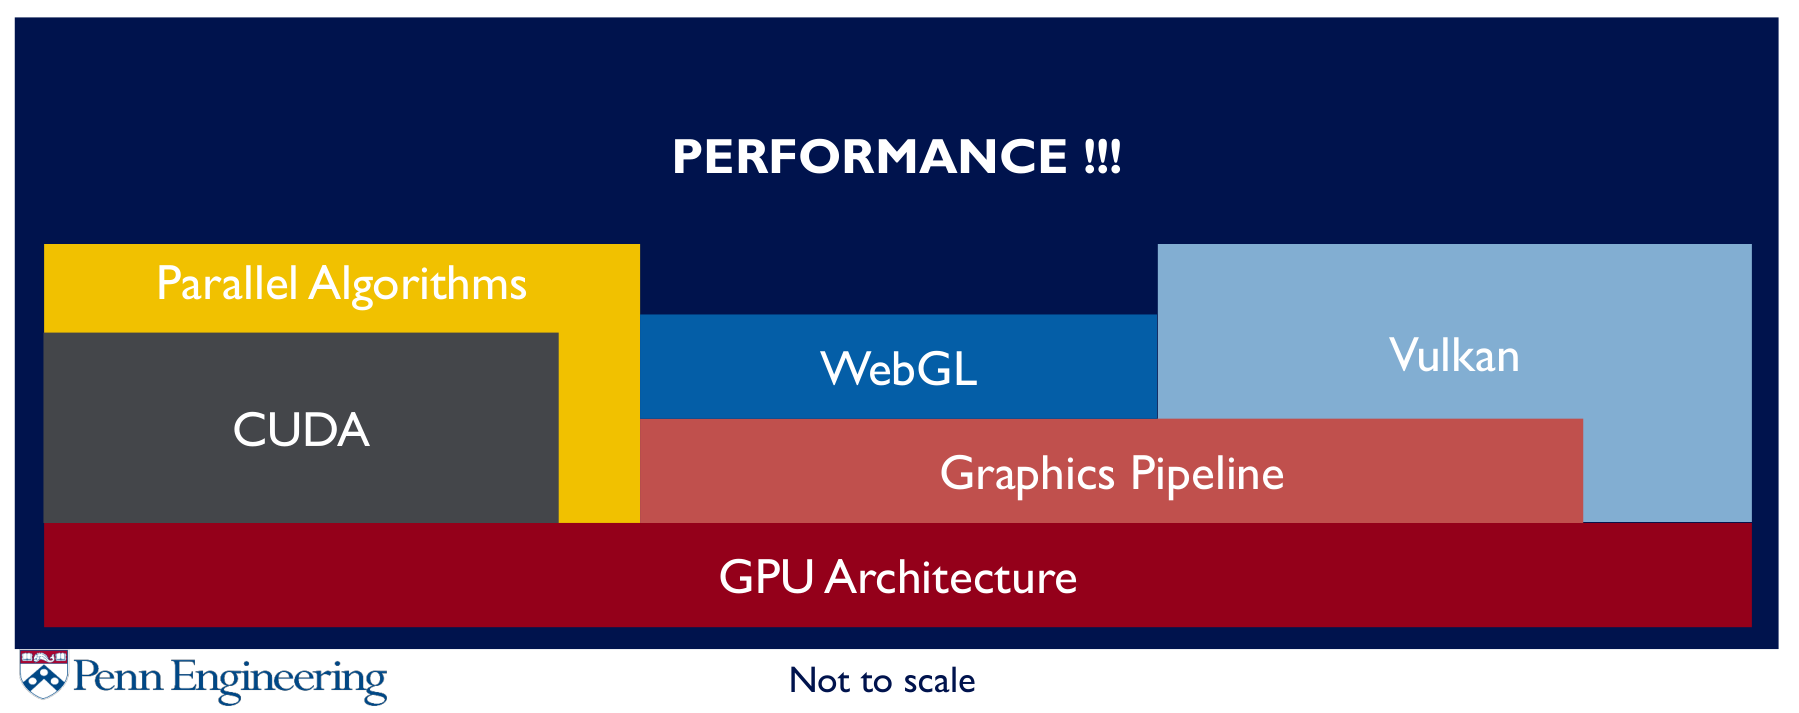 PERFORMANCE !!!
Parallel Algorithms
WebGL
Vulkan
CUDA
Graphics Pipeline
GPU Architecture
Penn Engineering
Not to scale